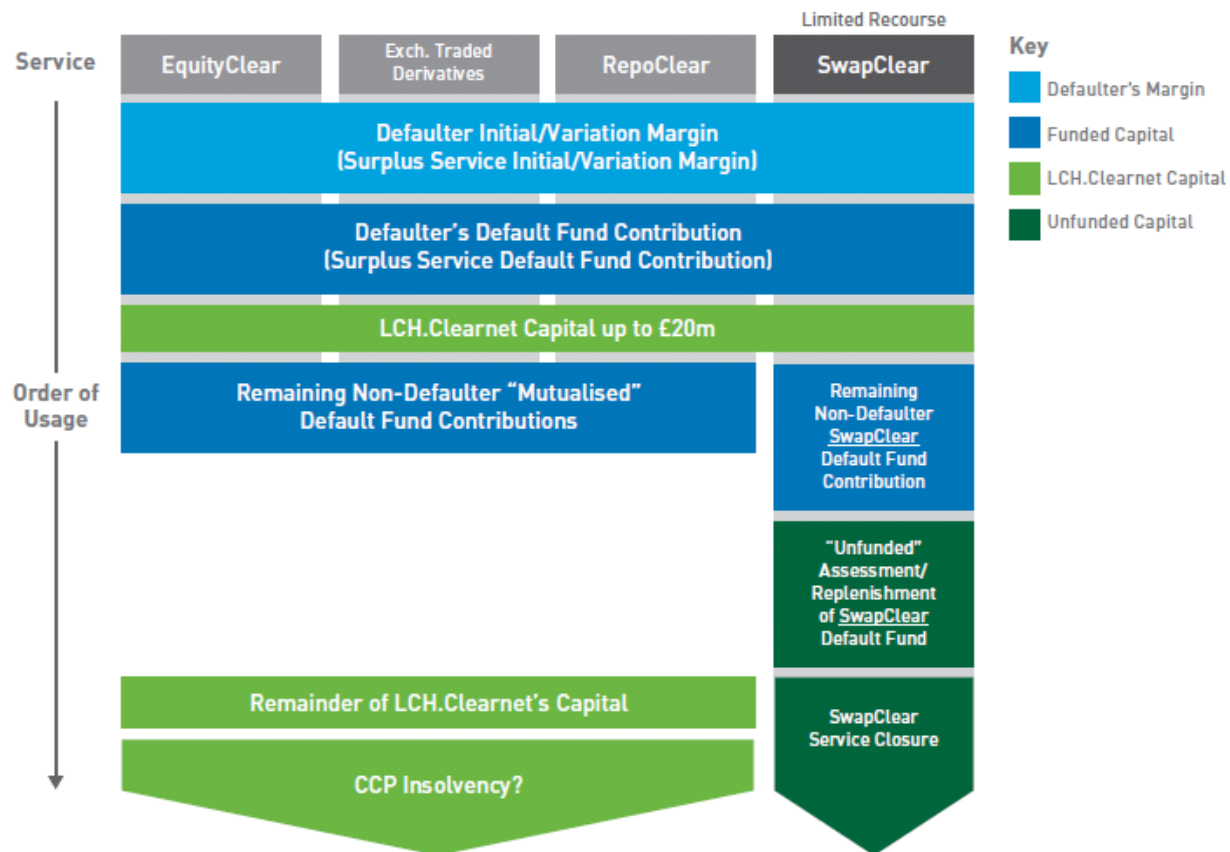 Limited Recourse
Service
EquityClear
Exch. Traded
Derivatives
RepoClear
SwapClear
Key
Defaulter's Margin
Funded Capital
LCH.Clearnet Capital
Unfunded Capital
Defaulter Initial/Variation Margin
(Surplus Service Initial/Variation Margin)
Defaulter's Default Fund Contribution
(Surplus Service Default Fund Contribution)
LCH.Clearnet Capital up to £20m
Order of
Usage
Remaining Non-Defaulter “Mutualised”
Default Fund Contributions
Remaining
Non-Defaulter
SwapClear
Default Fund
Contribution
“Unfunded”
Assessment/
Replenishment
of SwapClear
Default Fund
Remainder of LCH.Clearnet's Capital
SwapClear
Service Closure
CCP Insolvency?